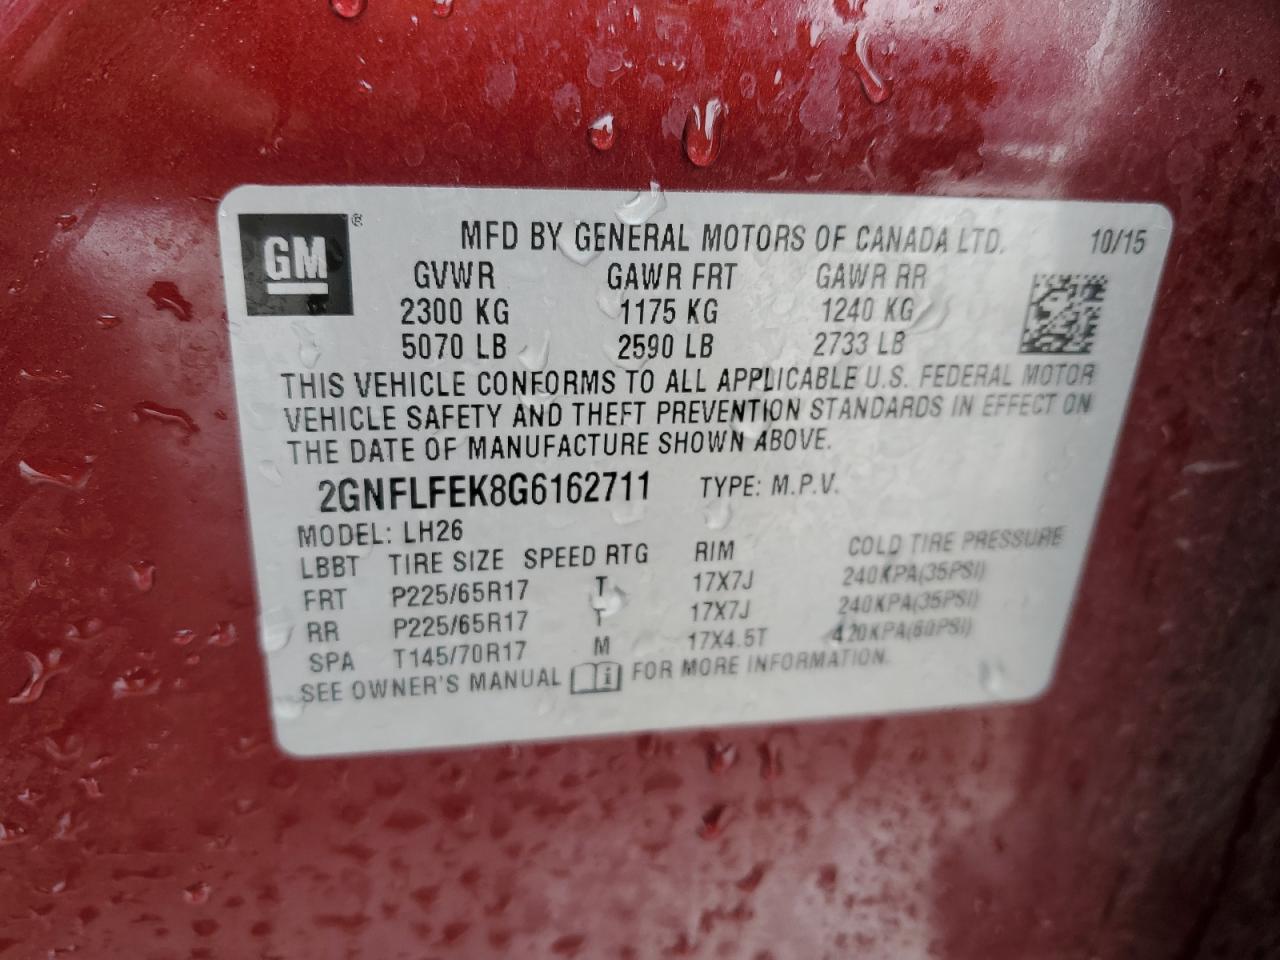 GM ®
MFD BY GENERAL MOTORS OF CANADA LTD. 10/15
GVWR GAWR FRT GAWR RR
2300 KG 1175 KG 1240 KG
5070 LB 2590 LB 2733 LB
THIS VEHICLE CONFORMS TO ALL APPLICABLE U.S. FEDERAL MOTOR
VEHICLE SAFETY AND THEFT PREVENTION STANDARDS IN EFFECT ON
THE DATE OF MANUFACTURE SHOWN ABOVE.
2GNFLFEK8G6162711 TYPE: M.P.V.
MODEL: LH26
LBBT TIRE SIZE SPEED RTG RIM COLD TIRE PRESSURE
FRT P225/65R17 T 17X7J 240KPA(35PSI)
RR P225/65R17 T 17X7J 240KPA(35PSI)
SPA T145/70R17 M 17X4.5T 420KPA(60PSI)
SEE OWNER'S MANUAL i FOR MORE INFORMATION.